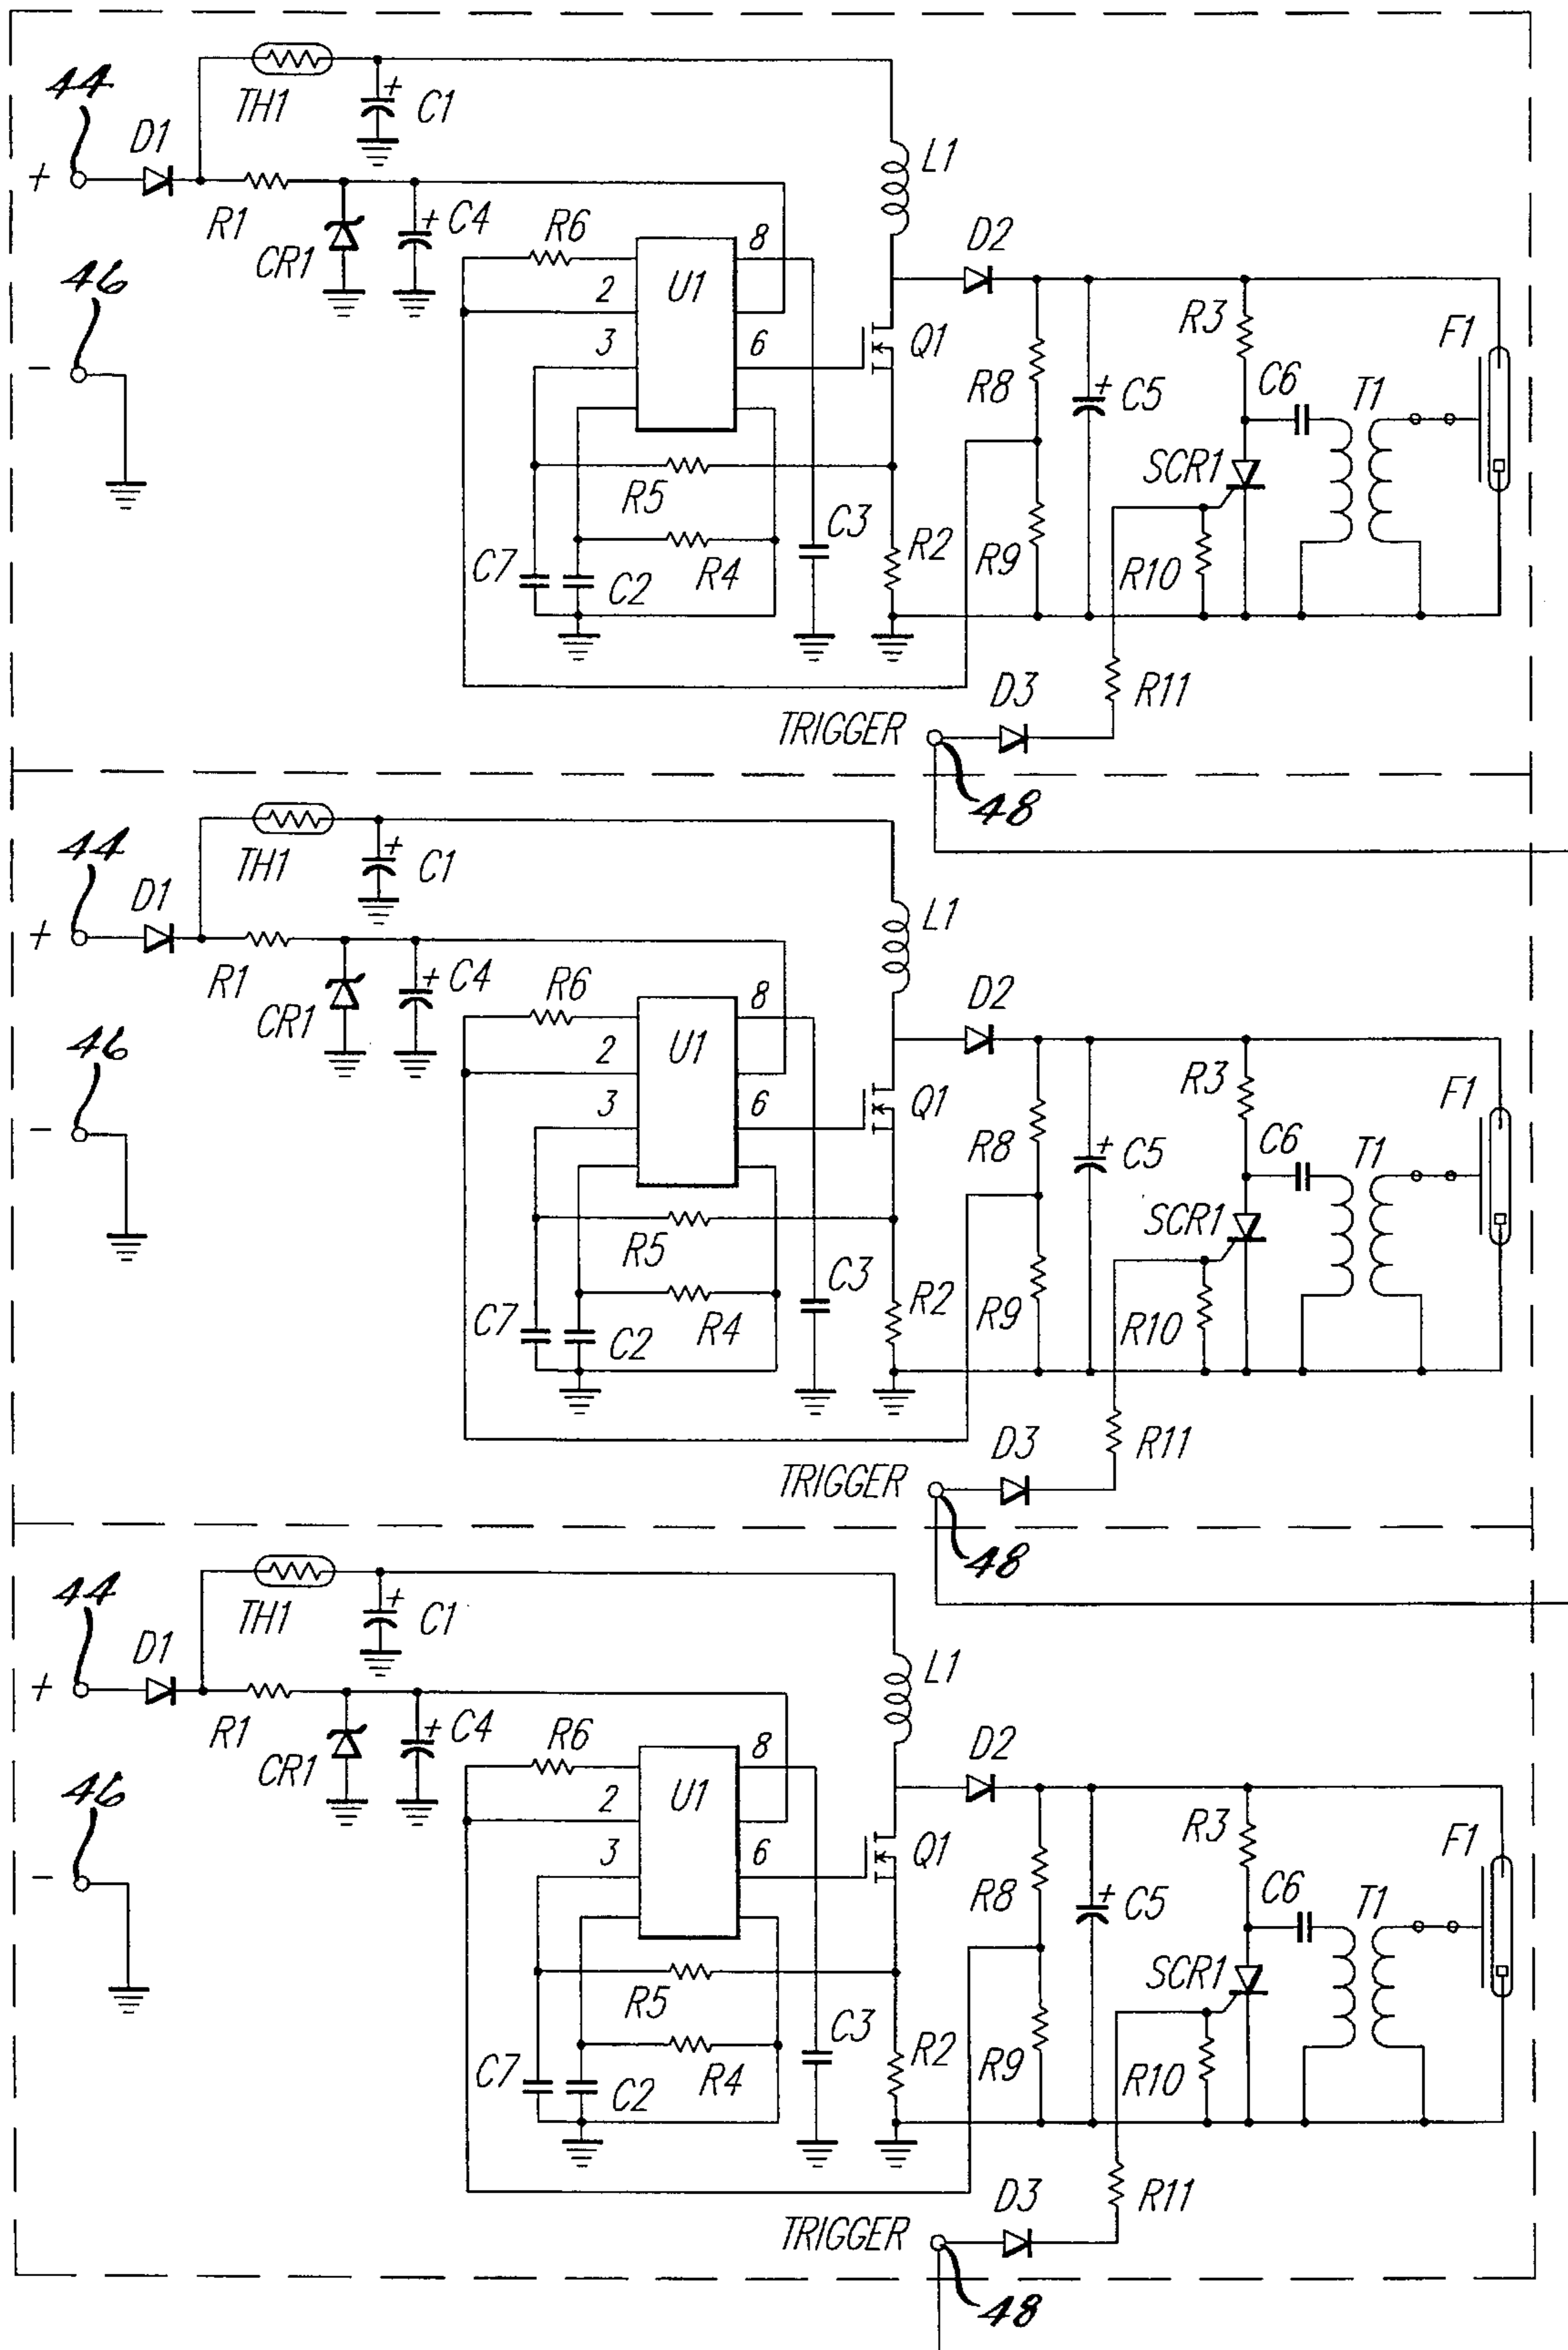 44
TH1
+
C1
D1
+
L1
R1
CR1
+ C4
R6
8
D2
2
U1
46
3
6
Q1
R3
F1
-
R8
+
C5
C6
T1
SCR1
R5
C3
R2
R9
R10
C7
C2
R4
D3
R11
TRIGGER
48
44
TH1
+
C1
D1
+
L1
R1
CR1
+ C4
R6
8
D2
2
U1
46
3
6
Q1
R3
F1
-
R8
+
C5
C6
T1
SCR1
R5
C3
R2
R9
R10
C7
C2
R4
D3
R11
TRIGGER
48
44
TH1
+
C1
D1
+
L1
R1
CR1
+ C4
R6
8
D2
2
U1
46
3
6
Q1
R3
F1
-
R8
+
C5
C6
T1
SCR1
R5
C3
R2
R9
R10
C7
C2
R4
D3
R11
TRIGGER
48